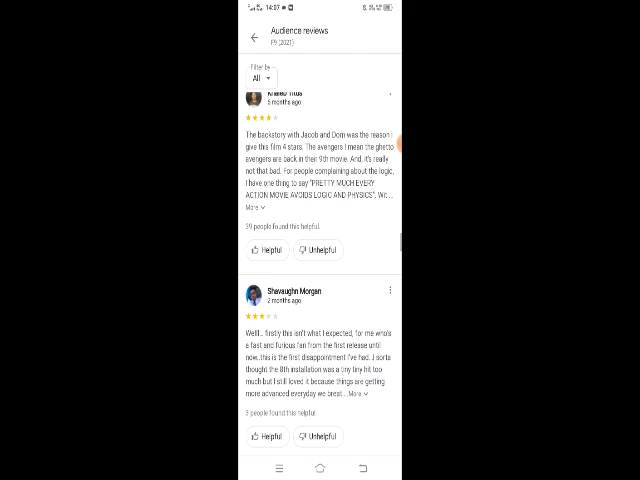 14:07
Audience reviews
F9 (2021)
Filter by
All
5 months ago
The backstory with Jacob and Dom was the reason I
give this film 4 stars. The avengers I mean the ghetto
avengers are back in their 9th movie. And, it's really
not that bad. For people complaining about the logic,
I have one thing to say "PRETTY MUCH EVERY
ACTION MOVIE AVOIDS LOGIC AND PHYSICS". Wit ...
More
39 people found this helpful.
Helpful
Unhelpful
Shavaughn Morgan
2 months ago
Welll... firstly this isn't what I expected, for me who's
a fast and furious fan from the first release until
now..this is the first disappointment I've had..I sorta
thought the 8th installation was a tiny tiny hit too
much but I still loved it because things are getting
more advanced everyday we breat ...More
3 people found this helpful.
Helpful
Unhelpful